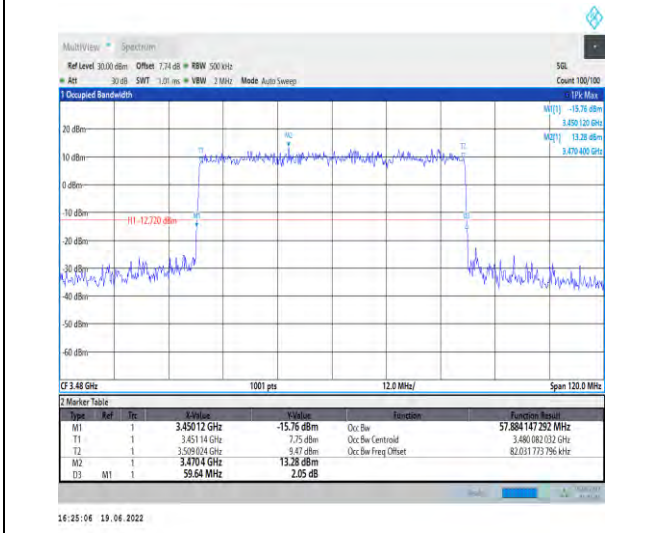 MultiView Spectrum
Ref Level 30.00 dBm Offset 7.74 dB RBW 500 kHz SGL
Att 30 dB SWT 1.01 ms VBW 2 MHz Mode Auto Sweep Count 100/100
1 Occupied Bandwidth 1Pk Max
M1[1] -15.76 dBm
3.450 120 GHz
M2[1] 13.28 dBm
3.470 400 GHz
20 dBm
M2
T1 T2
10 dBm
0 dBm
-10 dBm
H1 -12.720 dBm M1 D3
-20 dBm
-30 dBm
-40 dBm
-50 dBm
-60 dBm
CF 3.48 GHz 1001 pts 12.0 MHz/ Span 120.0 MHz
2 Marker Table
Type Ref Trc X-Value Y-Value Function Function Result
M1 1 3.45012 GHz -15.76 dBm Occ Bw 57.884 147 292 MHz
T1 1 3.451 14 GHz 7.75 dBm Occ Bw Centroid 3.480 082 032 GHz
T2 1 3.509 024 GHz 9.47 dBm Occ Bw Freq Offset 82.031 773 796 kHz
M2 1 3.4704 GHz 13.28 dBm
D3 M1 1 59.64 MHz 2.05 dB
16:25:06 19.06.2022